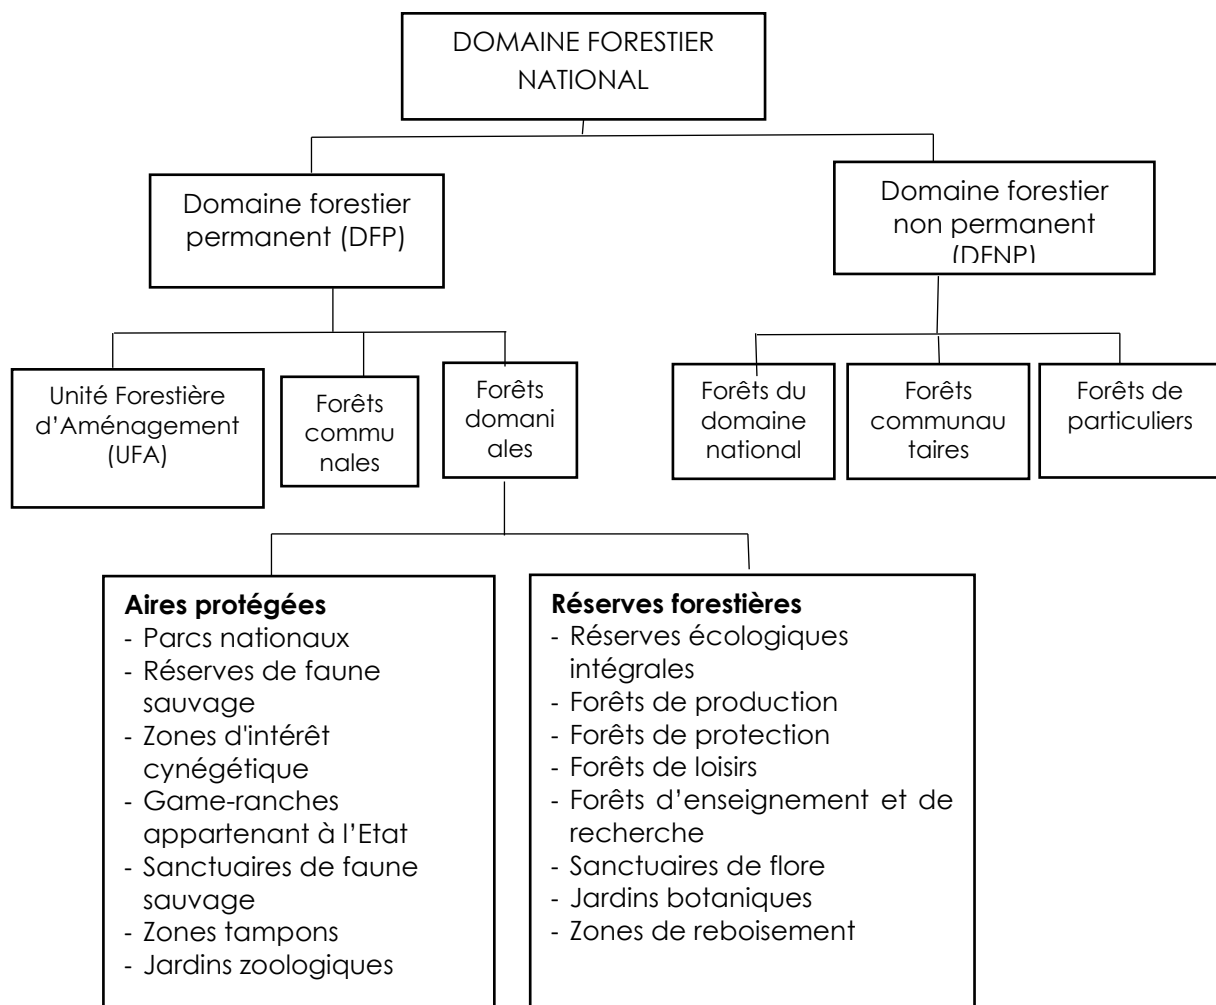 DOMAINE FORESTIER
NATIONAL
Domaine forestier
permanent (DFP)
Domaine forestier
non permanent
(DFNP)
Unité Forestière
d'Aménagement
(UFA)
Forêts
commu
nales
Forêts
domani
ales
Forêts du
domaine
national
Forêts
communau
taires
Forêts de
particuliers
Aires protégées
- Parcs nationaux
- Réserves de faune
sauvage
- Zones d'intérêt
cynégétique
- Game-ranches
appartenant à l'Etat
- Sanctuaires de faune
sauvage
- Zones tampons
- Jardins zoologiques
Réserves forestières
- Réserves écologiques
intégrales
- Forêts de production
- Forêts de protection
- Forêts de loisirs
- Forêts d'enseignement et de
recherche
- Sanctuaires de flore
- Jardins botaniques
- Zones de reboisement